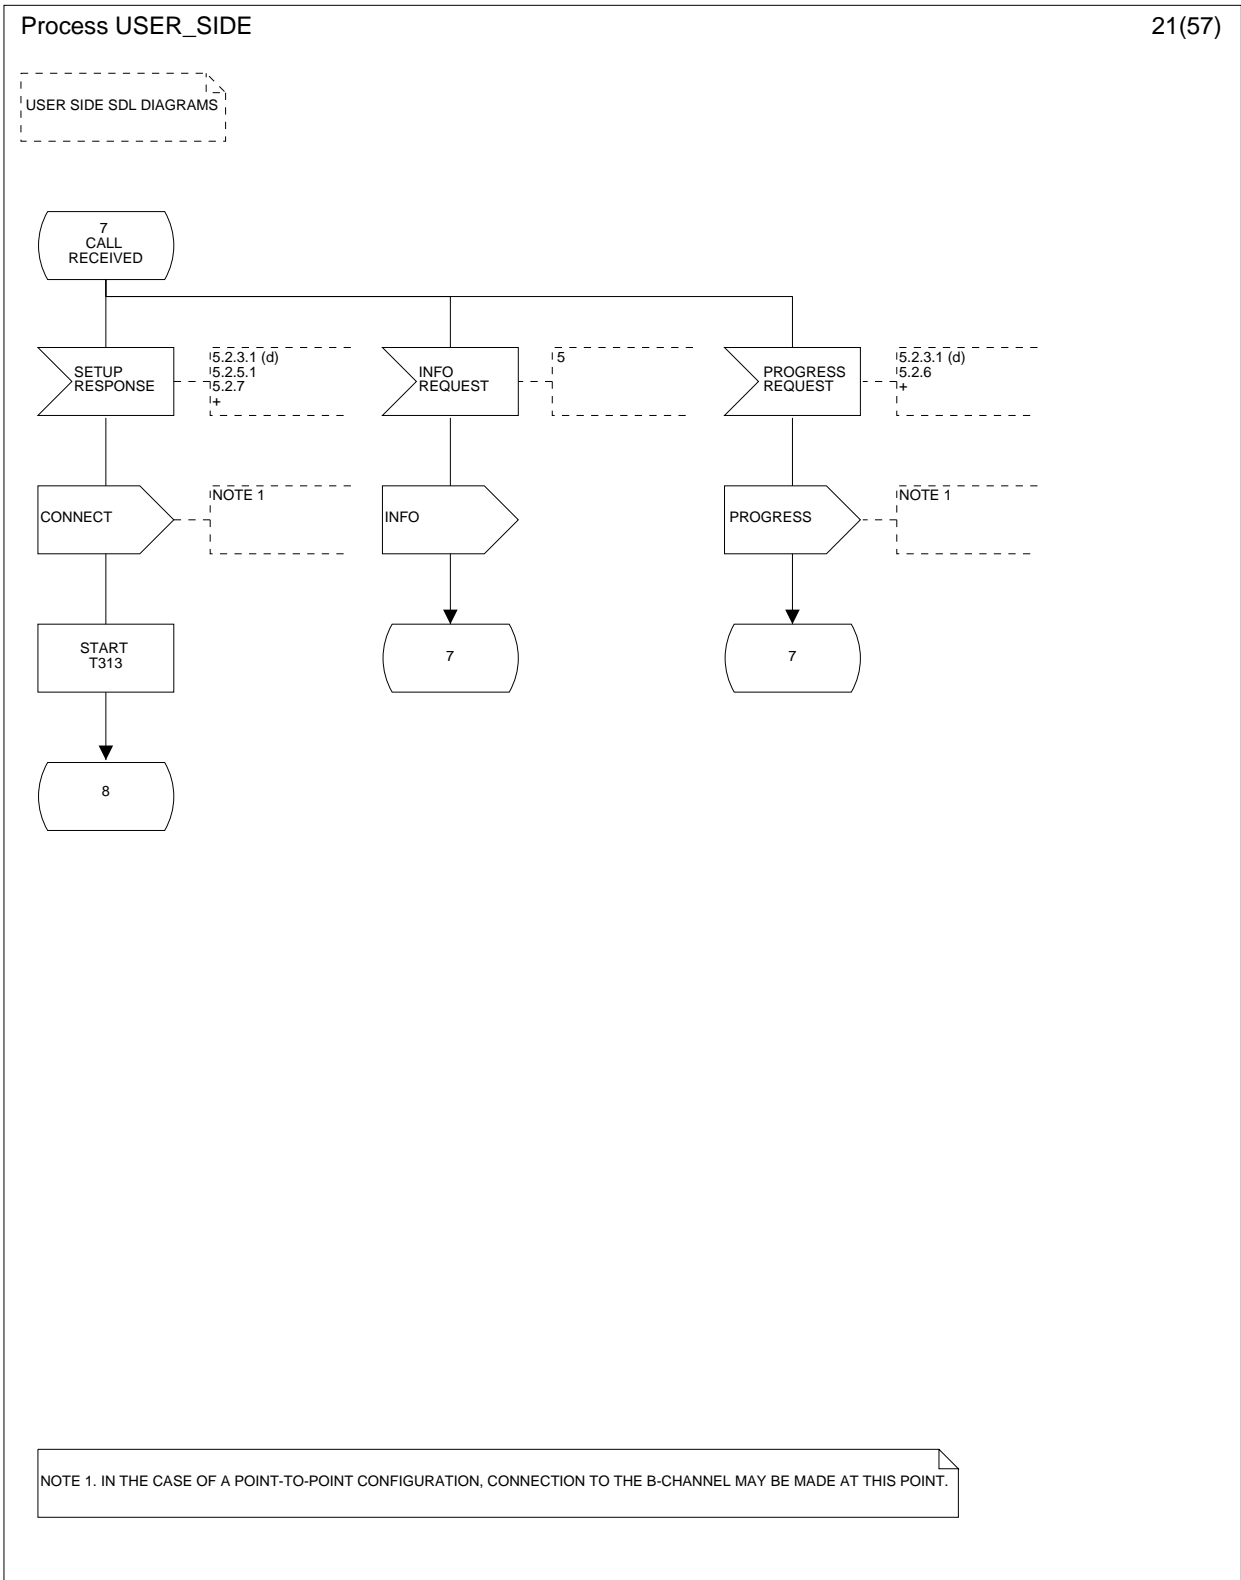 Process USER_SIDE
21(57)
USER SIDE SDL DIAGRAMS
7
CALL
RECEIVED
SETUP
RESPONSE
5.2.3.1 (d)
5.2.5.1
5.2.7
+
INFO
REQUEST
5
PROGRESS
REQUEST
5.2.3.1 (d)
5.2.6
+
CONNECT
NOTE 1
INFO
PROGRESS
NOTE 1
START
T313
7
7
8
NOTE 1. IN THE CASE OF A POINT-TO-POINT CONFIGURATION, CONNECTION TO THE B-CHANNEL MAY BE MADE AT THIS POINT.